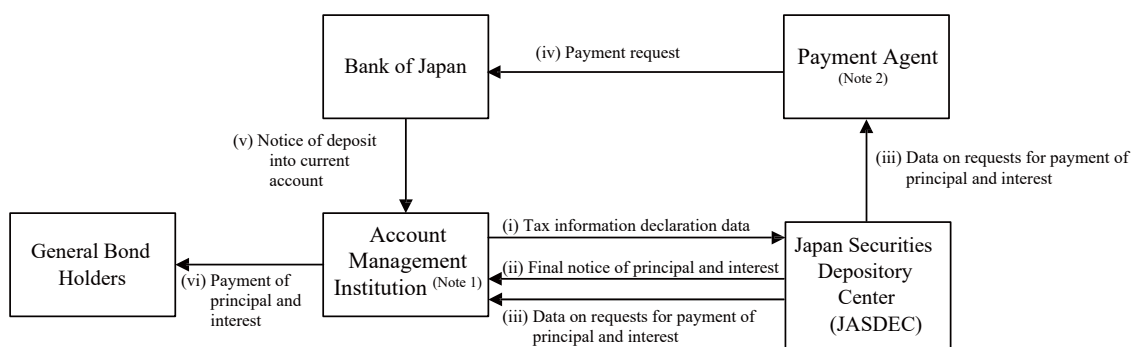 Bank of Japan
(iv) Payment request
Payment Agent
(Note 2)
(v) Notice of deposit
into current
account
(iii) Data on requests for payment of
principal and interest
General Bond
Holders
(vi) Payment of
principal and
interest
Account
Management
Institution (Note 1)
(i) Tax information declaration data
(ii) Final notice of principal and interest
(iii) Data on requests for payment of
principal and interest
Japan Securities
Depository
Center
(JASDEC)